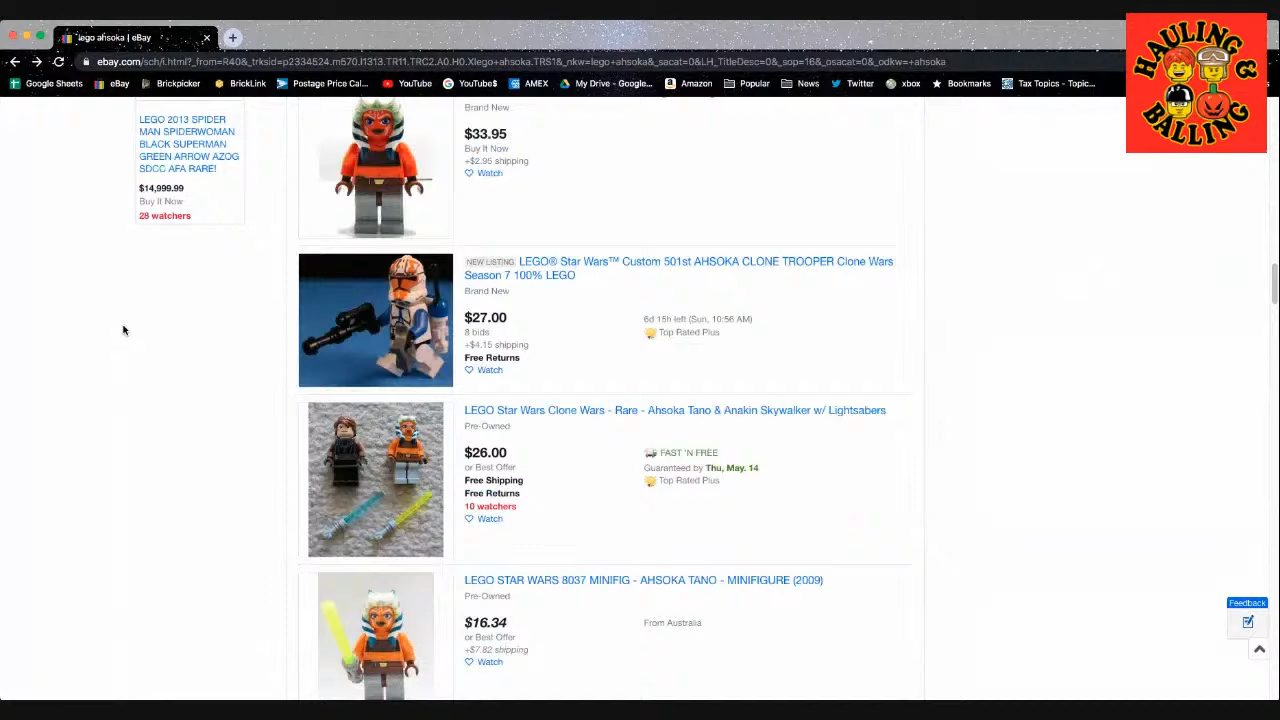 lego ahsoka | eBay
ebay.com/sch/i.html?_from=R40&_trksid=p2334524.m570.l1313.TR11.TRC2.A0.H0.Xlego+ahsoka.TRS1&_nkw=lego+ahsoka&_sacat=0&LH_TitleDesc=0&_sop=16&_osacat=0&_odkw=+ahsoka
Google Sheets eBay Brickpicker BrickLink Postage Price Cal... YouTube YouTube$ AMEX My Drive - Google... Amazon Popular News Twitter xbox Bookmarks Tax Topics - Topic...
HAULING
BALLING
LEGO 2013 SPIDER
MAN SPIDERWOMAN
BLACK SUPERMAN
GREEN ARROW AZOG
SDCC AFA RARE!
$14,999.99
Buy It Now
28 watchers
Brand New
$33.95
Buy It Now
+$2.95 shipping
Watch
NEW LISTING LEGO® Star Wars™ Custom 501st AHSOKA CLONE TROOPER Clone Wars
Season 7 100% LEGO
Brand New
$27.00
8 bids
+$4.15 shipping
Free Returns
Watch
6d 15h left (Sun, 10:56 AM)
Top Rated Plus
LEGO Star Wars Clone Wars - Rare - Ahsoka Tano & Anakin Skywalker w/ Lightsabers
Pre-Owned
$26.00
or Best Offer
Free Shipping
Free Returns
10 watchers
Watch
FAST 'N FREE
Guaranteed by Thu, May. 14
Top Rated Plus
LEGO STAR WARS 8037 MINIFIG - AHSOKA TANO - MINIFIGURE (2009)
Pre-Owned
$16.34
or Best Offer
+$7.82 shipping
Watch
From Australia
Feedback